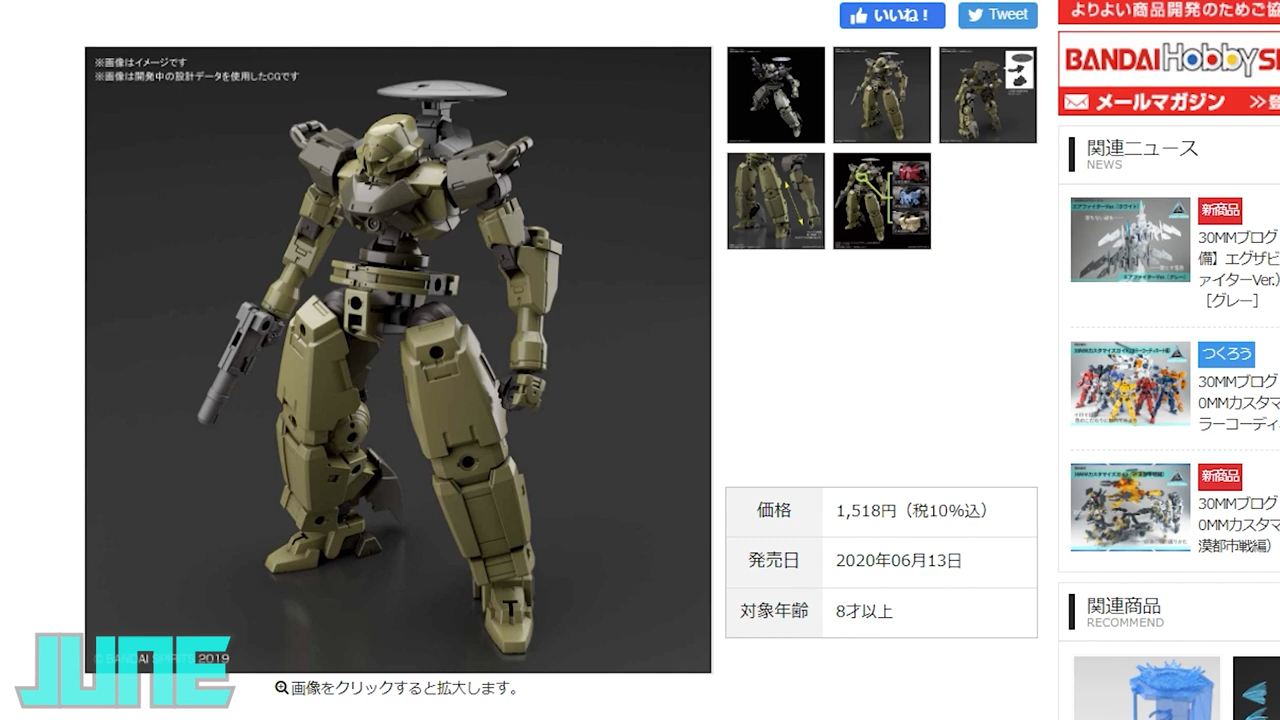 いいね！
Tweet
よりよい商品開発のためご協
※画像はイメージです
※画像は開発中の設計データを使用したCGです
BANDAI Hobby SI
メールマガジン
≫登
関連ニュース
NEWS
新商品
30MMブログ
備】エグザビ
ァイターVer.）
［グレー］
つくろう
30MMブログ
0MMカスタマ
ラーコーディ
新商品
30MMブログ
0MMカスタマ
漠都市戦編）
価格
1,518円（税10%込）
発売日
2020年06月13日
対象年齢
8才以上
関連商品
RECOMMEND
© BANDAI SPIRITS 2019
JUNE
画像をクリックすると拡大します。